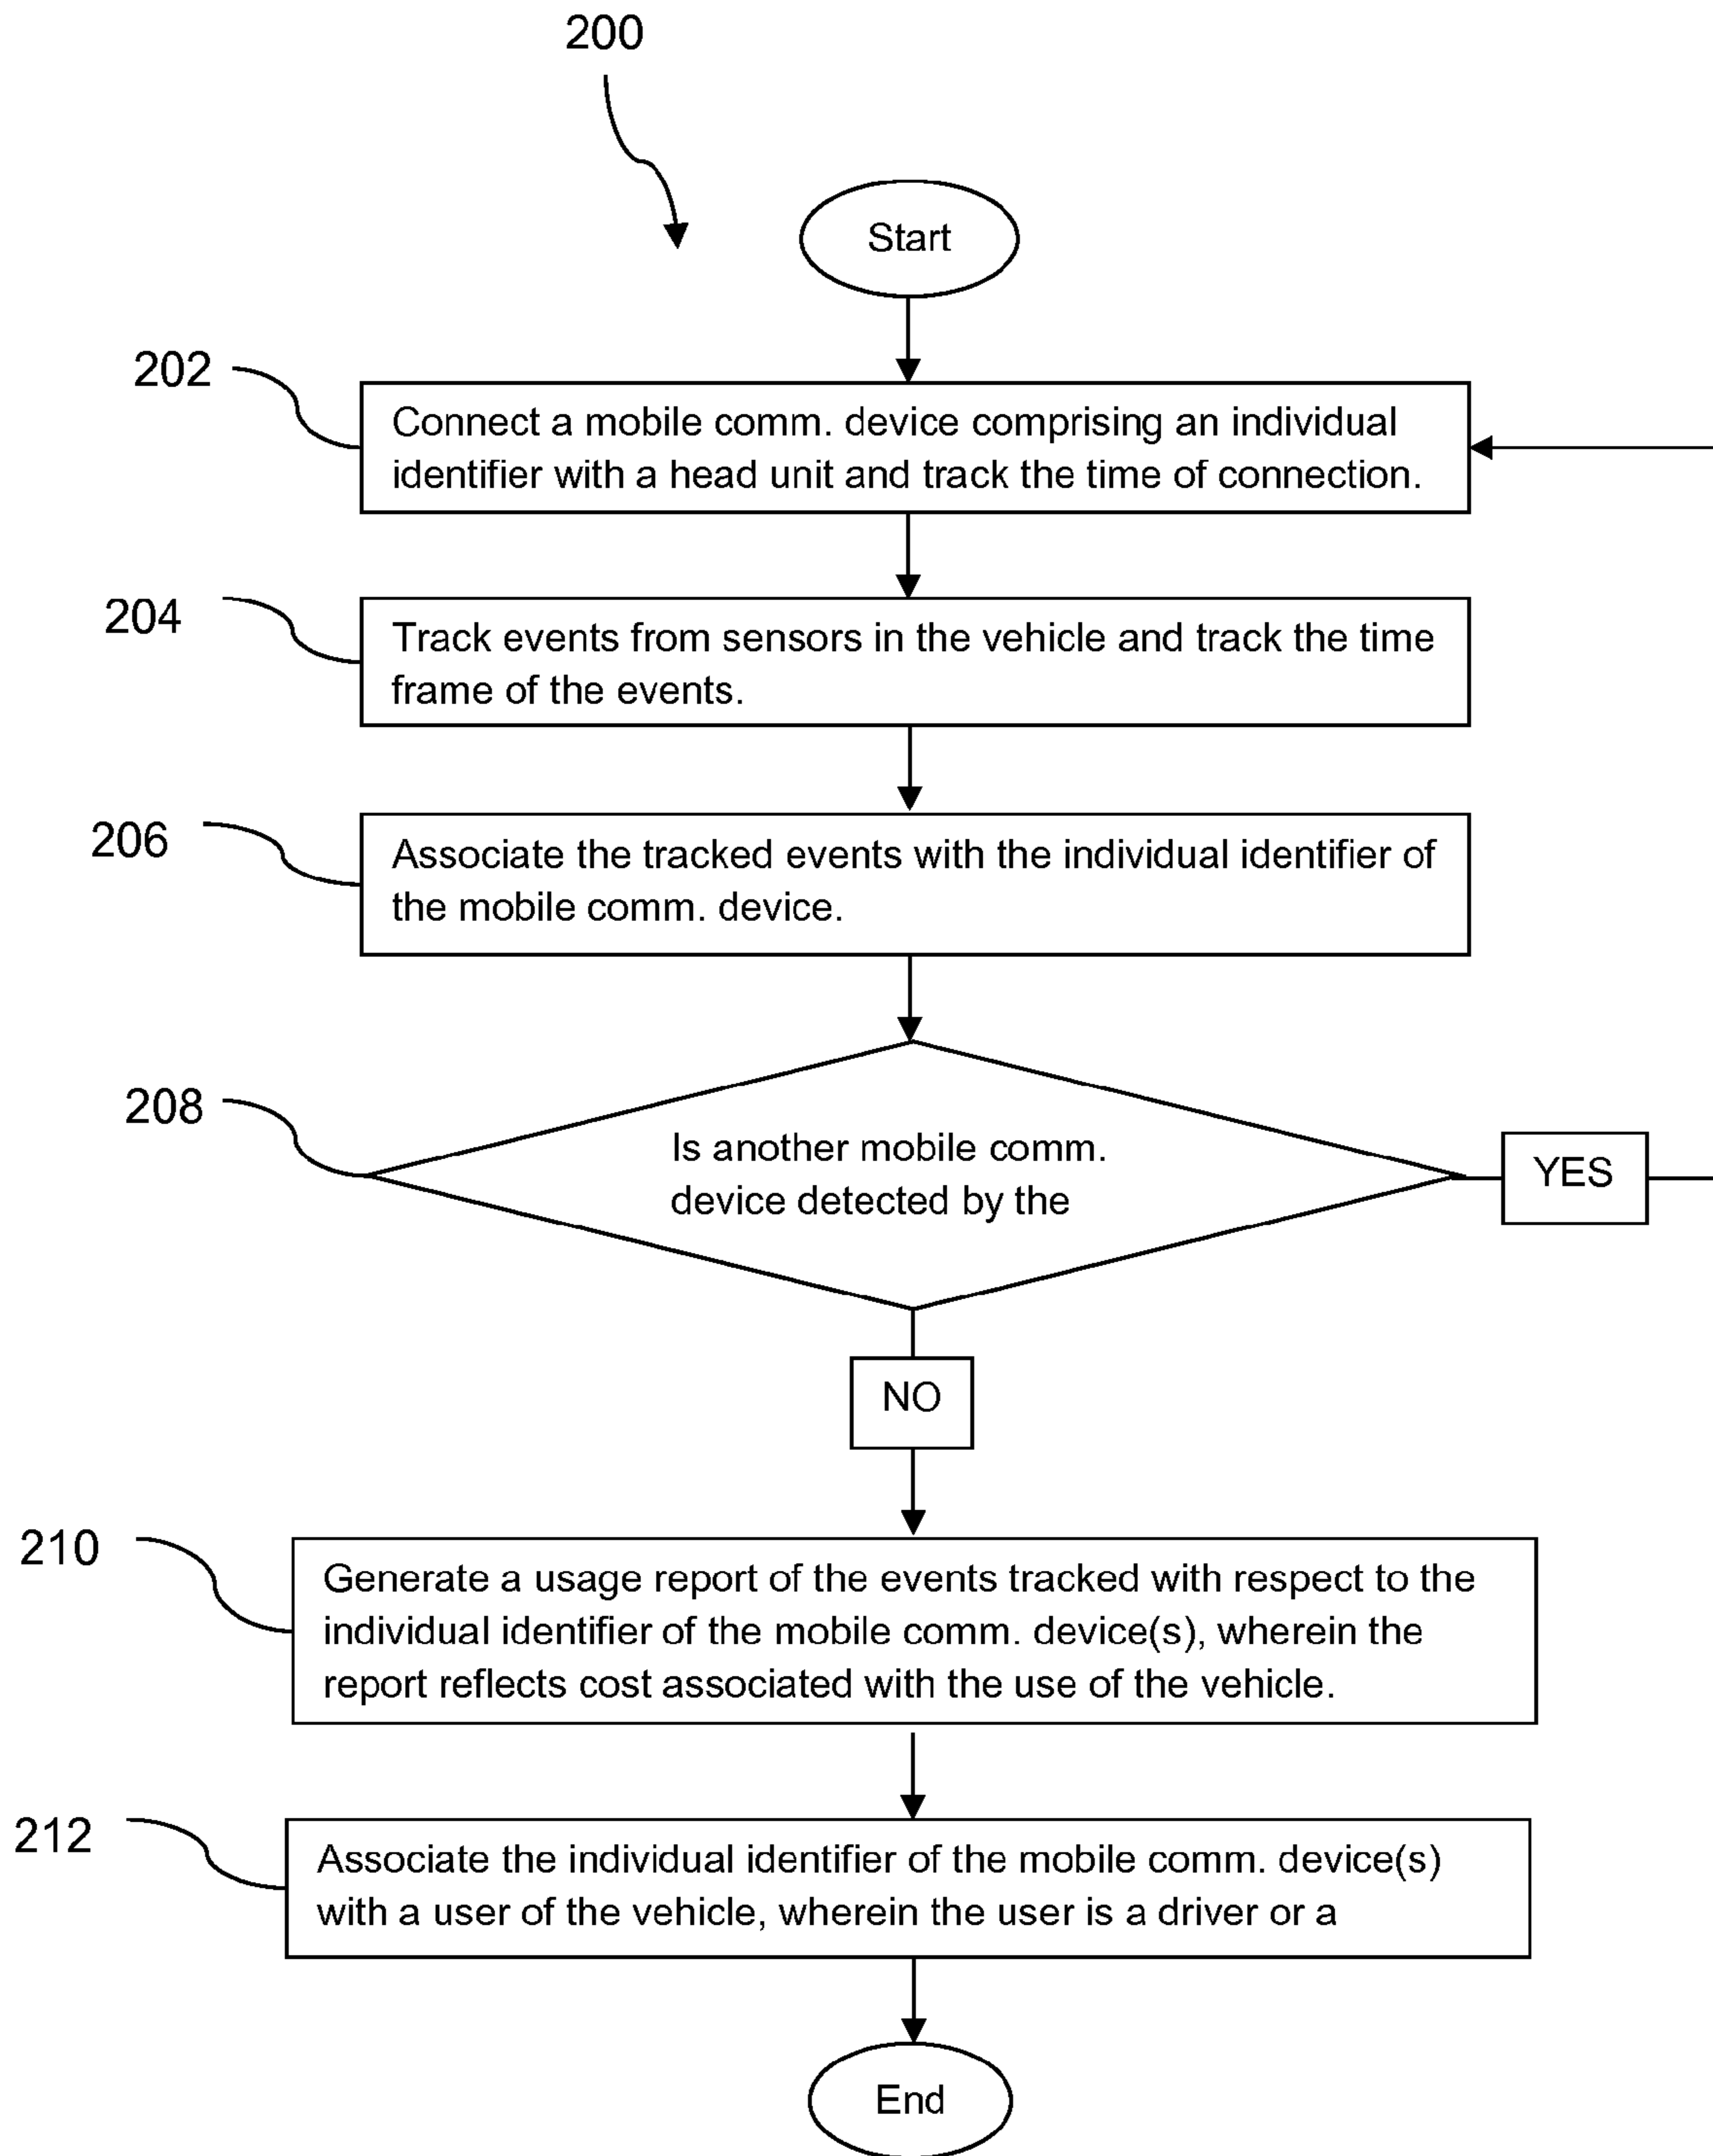 200
Start
202
Connect a mobile comm. device comprising an individual
identifier with a head unit and track the time of connection.
204
Track events from sensors in the vehicle and track the time
frame of the events.
206
Associate the tracked events with the individual identifier of
the mobile comm. device.
208
Is another mobile comm.
device detected by the
YES
NO
210
Generate a usage report of the events tracked with respect to the
individual identifier of the mobile comm. device(s), wherein the
report reflects cost associated with the use of the vehicle.
212
Associate the individual identifier of the mobile comm. device(s)
with a user of the vehicle, wherein the user is a driver or a
End